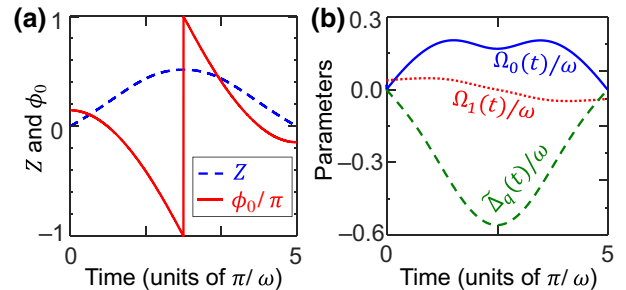 (a)
1
0
−1
Z and ϕ₀
Z
ϕ₀/π
0
5
Time (units of π/ω)
(b)
0.3
0.0
−0.3
−0.6
Parameters
Ω₀(t)/ω
Ω₁(t)/ω
Δ̃_q(t)/ω
0
5
Time (units of π/ω)